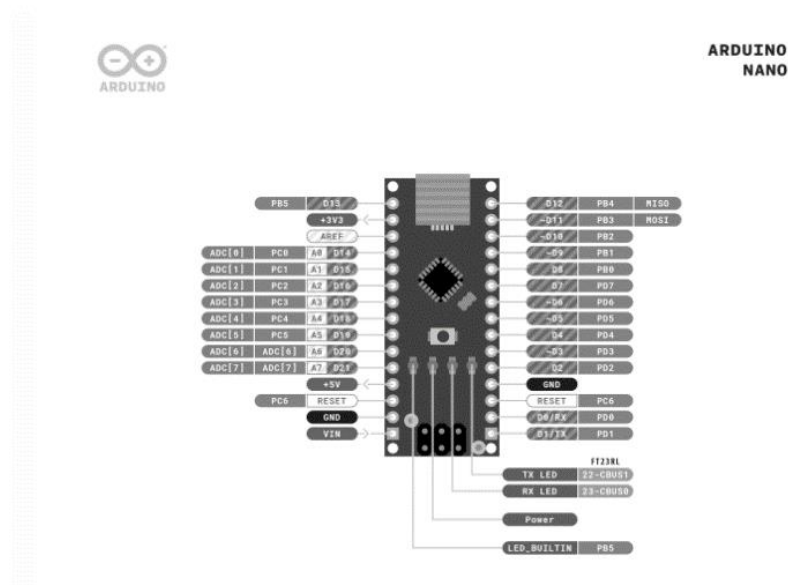 ARDUINO
ARDUINO
NANO
PB5 D13
+3V3
AREF
ADC[0] PC0 A0 D14
ADC[1] PC1 A1 D15
ADC[2] PC2 A2 D16
ADC[3] PC3 A3 D17
ADC[4] PC4 A4 D18
ADC[5] PC5 A5 D19
ADC[6] ADC[6] A6 D20
ADC[7] ADC[7] A7 D21
+5V
PC6 RESET
GND
VIN
D12 PB4 MISO
~D11 PB3 MOSI
~D10 PB2
~D9 PB1
D8 PB0
D7 PD7
~D6 PD6
~D5 PD5
D4 PD4
~D3 PD3
D2 PD2
GND
RESET PC6
D0/RX PD0
D1/TX PD1
FT23RL
TX LED 22-CBUS1
RX LED 23-CBUS0
Power
LED_BUILTIN PB5